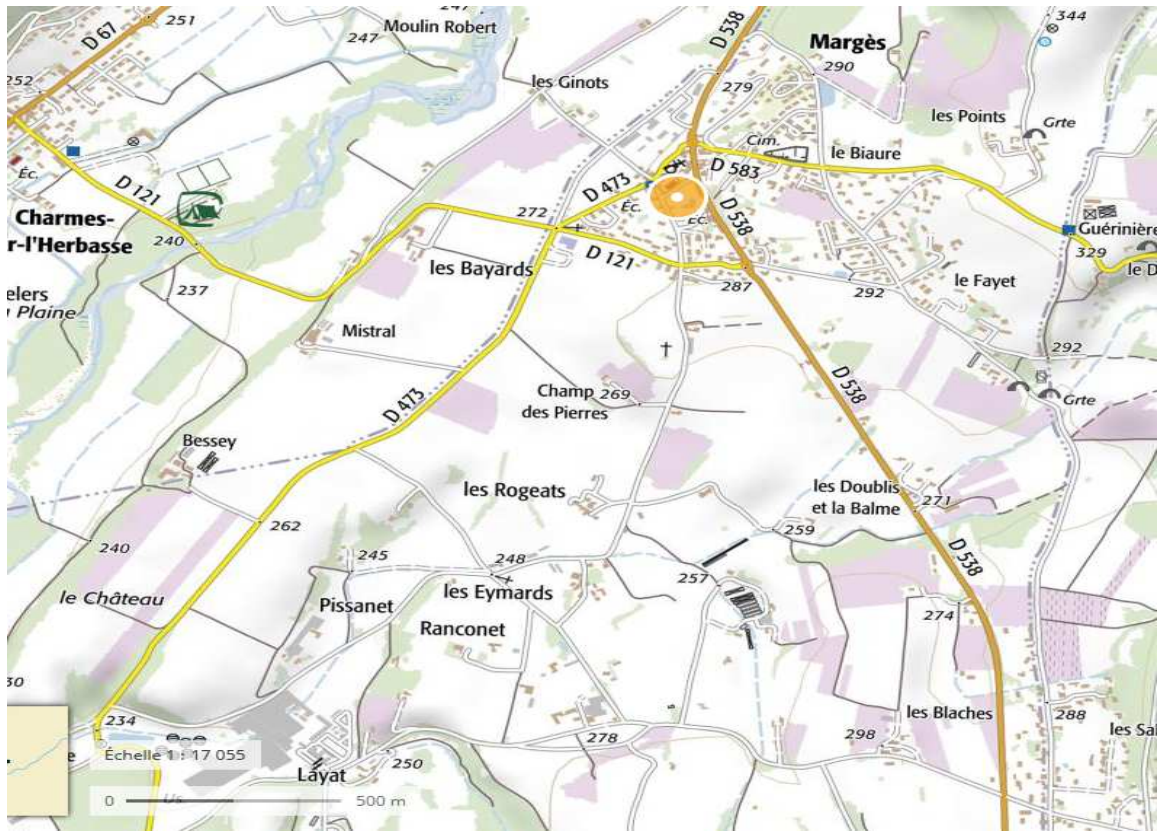 D 67
251
247
Moulin Robert
247
252
D 538
Margès
344
290
279
les Ginots
les Points
Grte
Cim.
le Biaure
Éc.
D 121
D 473
D 583
Charmes-
r-l'Herbasse
240
272
Éc.
Éc.
D 538
Guérinière
329
le D
les Bayards
D 121
287
292
le Fayet
elers
Plaine
237
Mistral
292
Champ
des Pierres
269
D 538
Grte
D 473
Bessey
les Rogeats
les Doublis
et la Balme
271
259
262
240
245
248
257
D 538
le Château
Pissanet
les Eymards
Ranconet
274
30
234
les Blaches
288
les Sal
278
298
e
Échelle 1 : 17 055
Layat
250
0
Us.
500 m